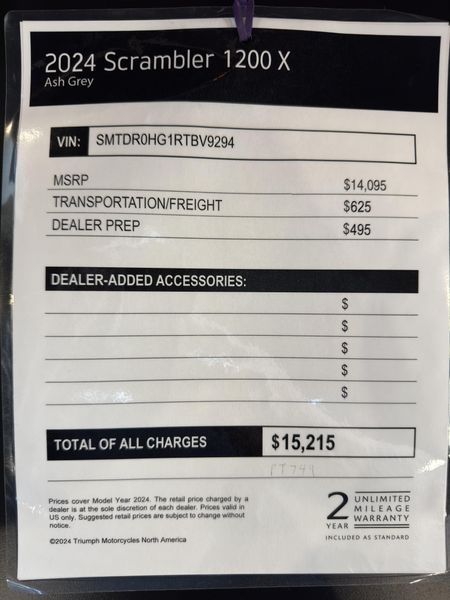 2024 Scrambler 1200 X
Ash Grey
VIN: SMTDR0HG1RTBV9294
MSRP $14,095
TRANSPORTATION/FREIGHT $625
DEALER PREP $495
DEALER-ADDED ACCESSORIES:
$
$
$
$
$
TOTAL OF ALL CHARGES $15,215
PT749
Prices cover Model Year 2024. The retail price charged by a
dealer is at the sole discretion of each dealer. Prices valid in
US only. Suggested retail prices are subject to change without
notice.
©2024 Triumph Motorcycles North America
2 YEAR
UNLIMITED
MILEAGE
WARRANTY
INCLUDED AS STANDARD